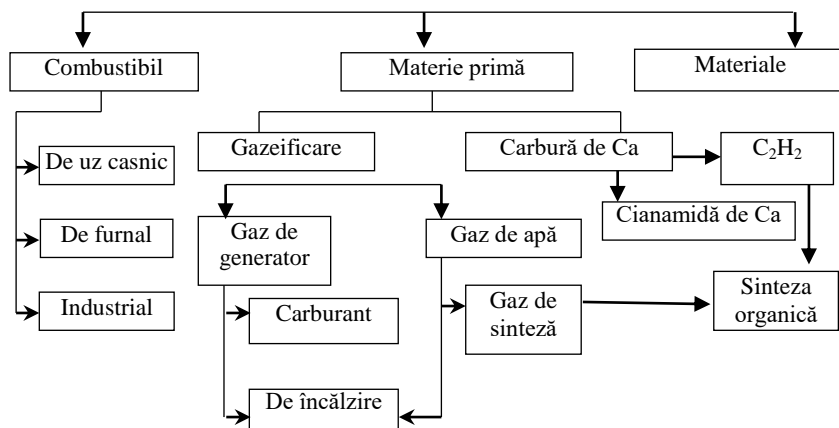 Combustibil
Materie primă
Materiale
Gazeificare
Carbură de Ca
C₂H₂
De uz casnic
Cianamidă de Ca
De furnal
Gaz de
generator
Gaz de apă
Industrial
Carburant
Gaz de
sinteză
Sinteza
organică
De încălzire